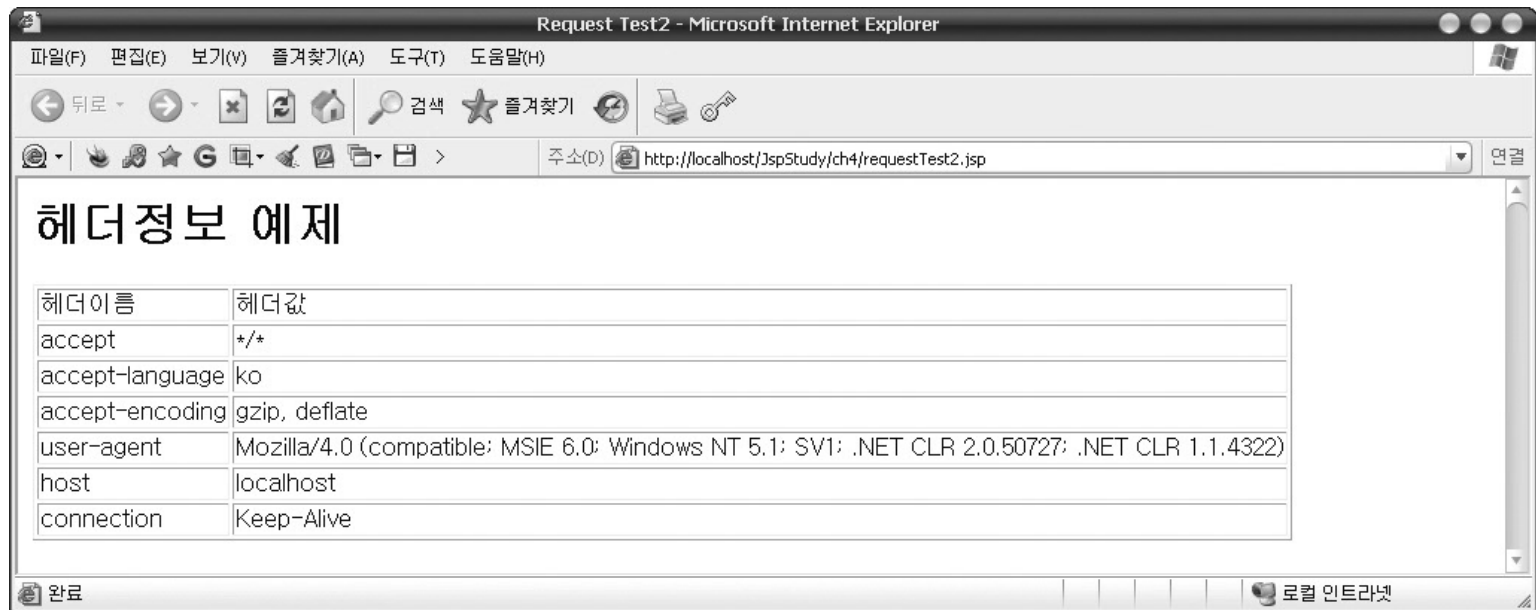 Request Test2 - Microsoft Internet Explorer
파일(F) 편집(E) 보기(V) 즐겨찾기(A) 도구(T) 도움말(H)
뒤로 검색 즐겨찾기
주소(D) http://localhost/JspStudy/ch4/requestTest2.jsp 연결
헤더정보 예제
헤더이름 헤더값
accept */*
accept-language ko
accept-encoding gzip, deflate
user-agent Mozilla/4.0 (compatible; MSIE 6.0; Windows NT 5.1; SV1; .NET CLR 2.0.50727; .NET CLR 1.1.4322)
host localhost
connection Keep-Alive
완료 로컬 인트라넷